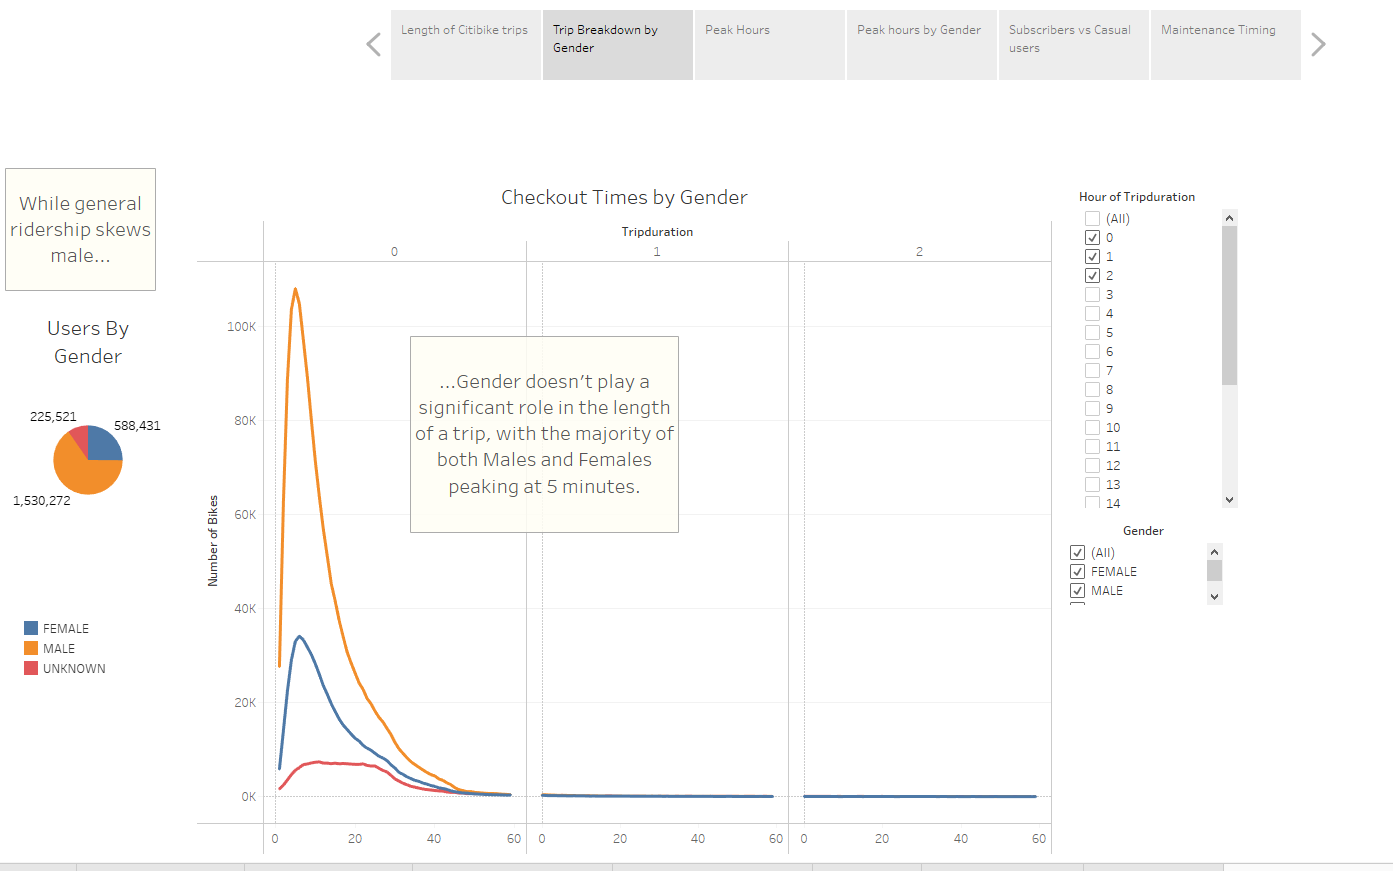 Length of Citibike trips
Trip Breakdown by
Gender
Peak Hours
Peak hours by Gender
Subscribers vs Casual
users
Maintenance Timing
While general
ridership skews
male...
Users By
Gender
225,521
588,431
1,530,272
FEMALE
MALE
UNKNOWN
Checkout Times by Gender
Tripduration
0
1
2
Number of Bikes
100K
80K
60K
40K
20K
0K
...Gender doesn't play a
significant role in the length
of a trip, with the majority of
both Males and Females
peaking at 5 minutes.
0 20 40 60
0 20 40 60
0 20 40 60
Hour of Tripduration
(All)
0
1
2
3
4
5
6
7
8
9
10
11
12
13
14
Gender
(All)
FEMALE
MALE